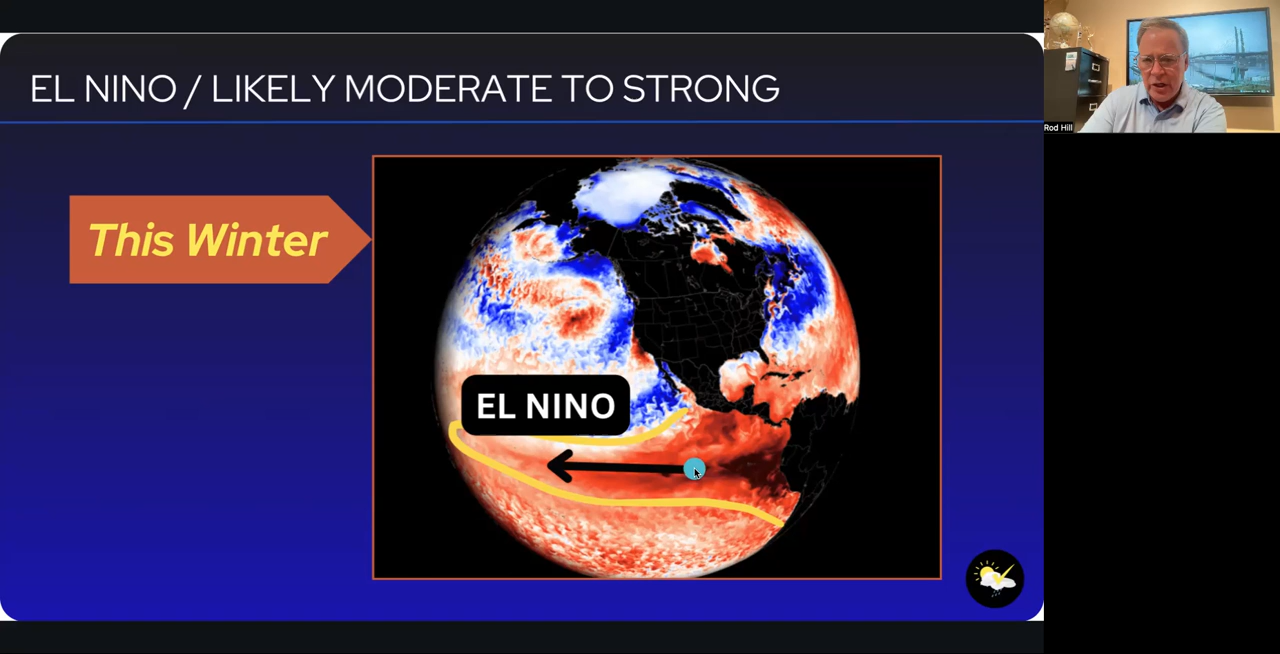 EL NINO / LIKELY MODERATE TO STRONG
This Winter
EL NINO
Rod Hill